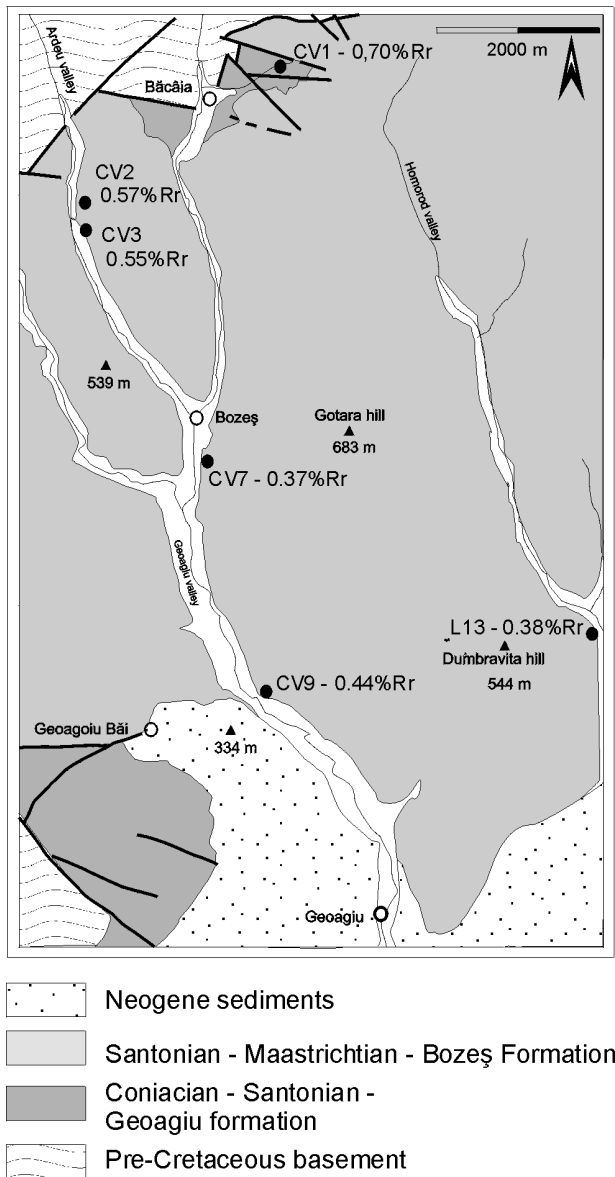 Ardeu valley
CV1 - 0,70%Rr
2000 m
Băcâia
CV2
0.57%Rr
CV3
0.55%Rr
Homorod valley
539 m
Bozeş
Gotara hill
683 m
CV7 - 0.37%Rr
Geoagiu valley
L13 - 0.38%Rr
Dumbravita hill
544 m
CV9 - 0.44%Rr
Geoagoiu Băi
334 m
Geoagiu
Neogene sediments
Santonian - Maastrichtian - Bozeş Formation
Coniacian - Santonian -
Geoagiu formation
Pre-Cretaceous basement